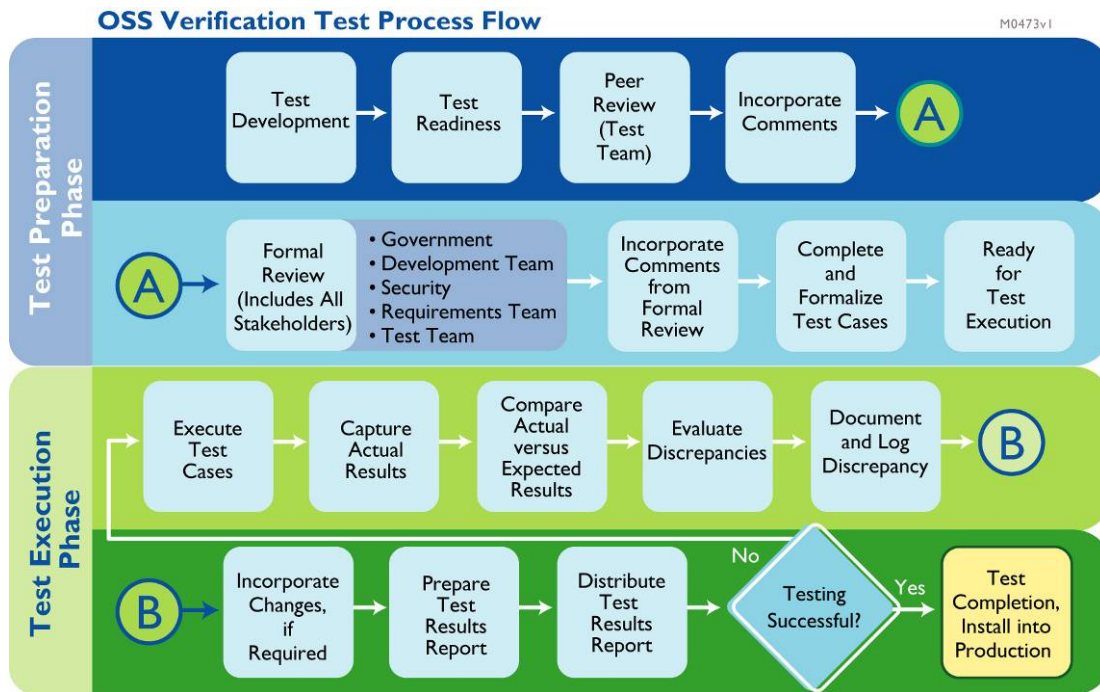 OSS Verification Test Process Flow
M0473v1
Test Preparation
Phase
Test
Development
Test
Readiness
Peer
Review
(Test
Team)
Incorporate
Comments
A
A
Formal
Review
(Includes All
Stakeholders)
• Government
• Development Team
• Security
• Requirements Team
• Test Team
Incorporate
Comments
from
Formal
Review
Complete
and
Formalize
Test Cases
Ready
for
Test
Execution
Test Execution
Phase
Execute
Test
Cases
Capture
Actual
Results
Compare
Actual
versus
Expected
Results
Evaluate
Discrepancies
Document
and Log
Discrepancy
B
B
Incorporate
Changes,
if
Required
Prepare
Test
Results
Report
Distribute
Test
Results
Report
No
Testing
Successful?
Yes
Test
Completion,
Install into
Production